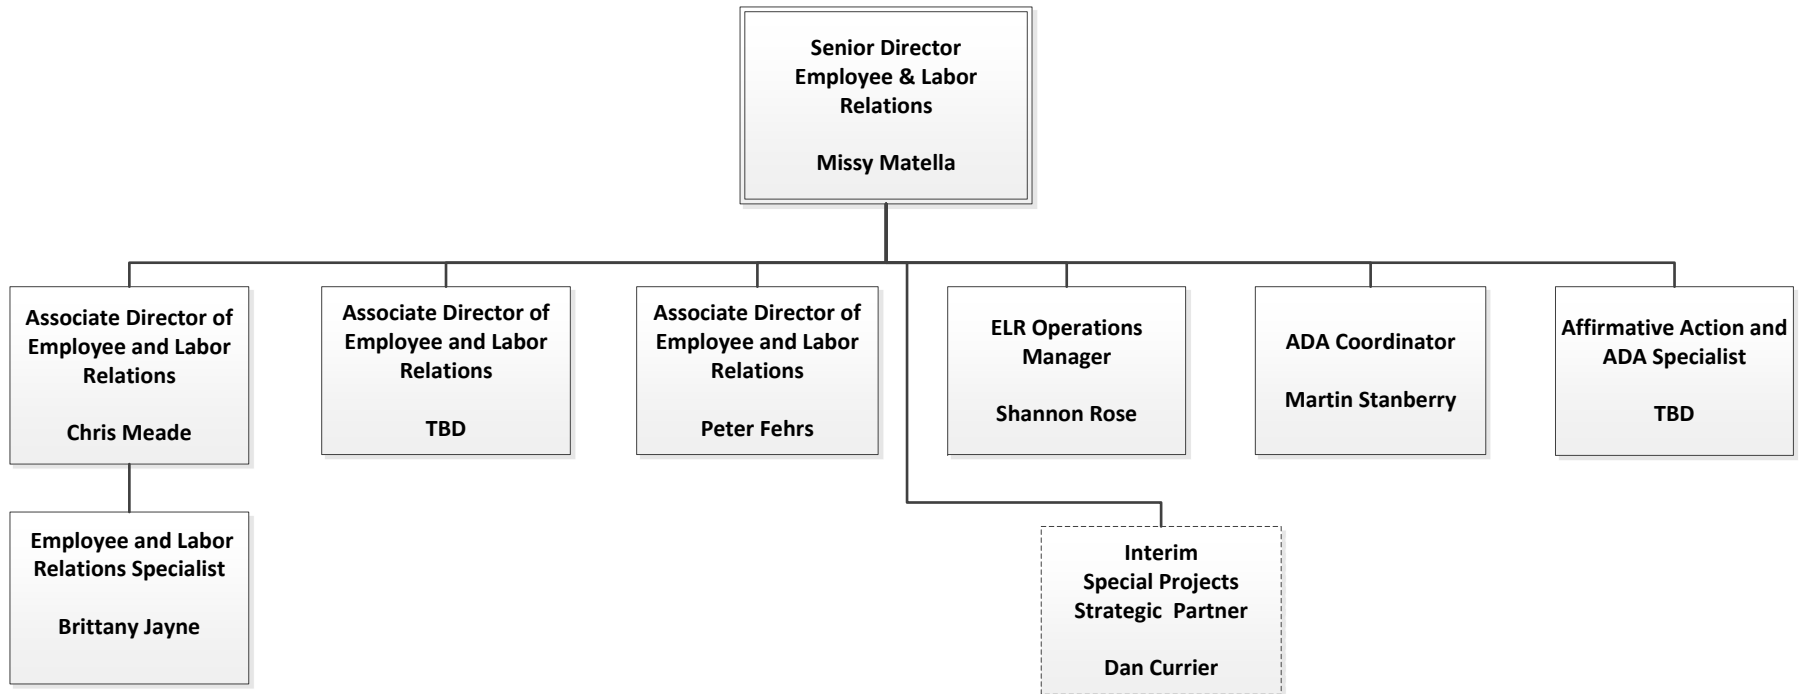 Senior Director
Employee & Labor
Relations
Missy Matella
Associate Director of
Employee and Labor
Relations
Chris Meade
Associate Director of
Employee and Labor
Relations
TBD
Associate Director of
Employee and Labor
Relations
Peter Fehrs
ELR Operations
Manager
Shannon Rose
ADA Coordinator
Martin Stanberry
Affirmative Action and
ADA Specialist
TBD
Employee and Labor
Relations Specialist
Brittany Jayne
Interim
Special Projects
Strategic  Partner
Dan Currier